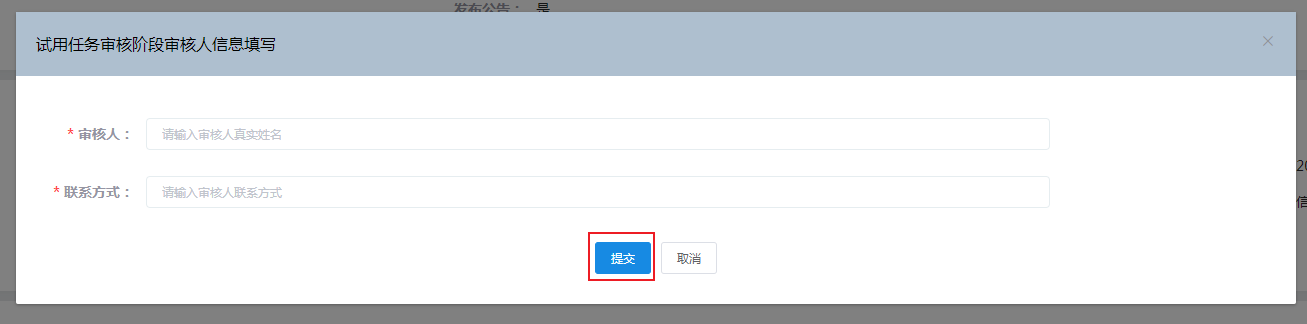 发布公告： 是
试用任务审核阶段审核人信息填写
* 审核人： 请输入审核人真实姓名
* 联系方式： 请输入审核人联系方式
20
信
提交 取消